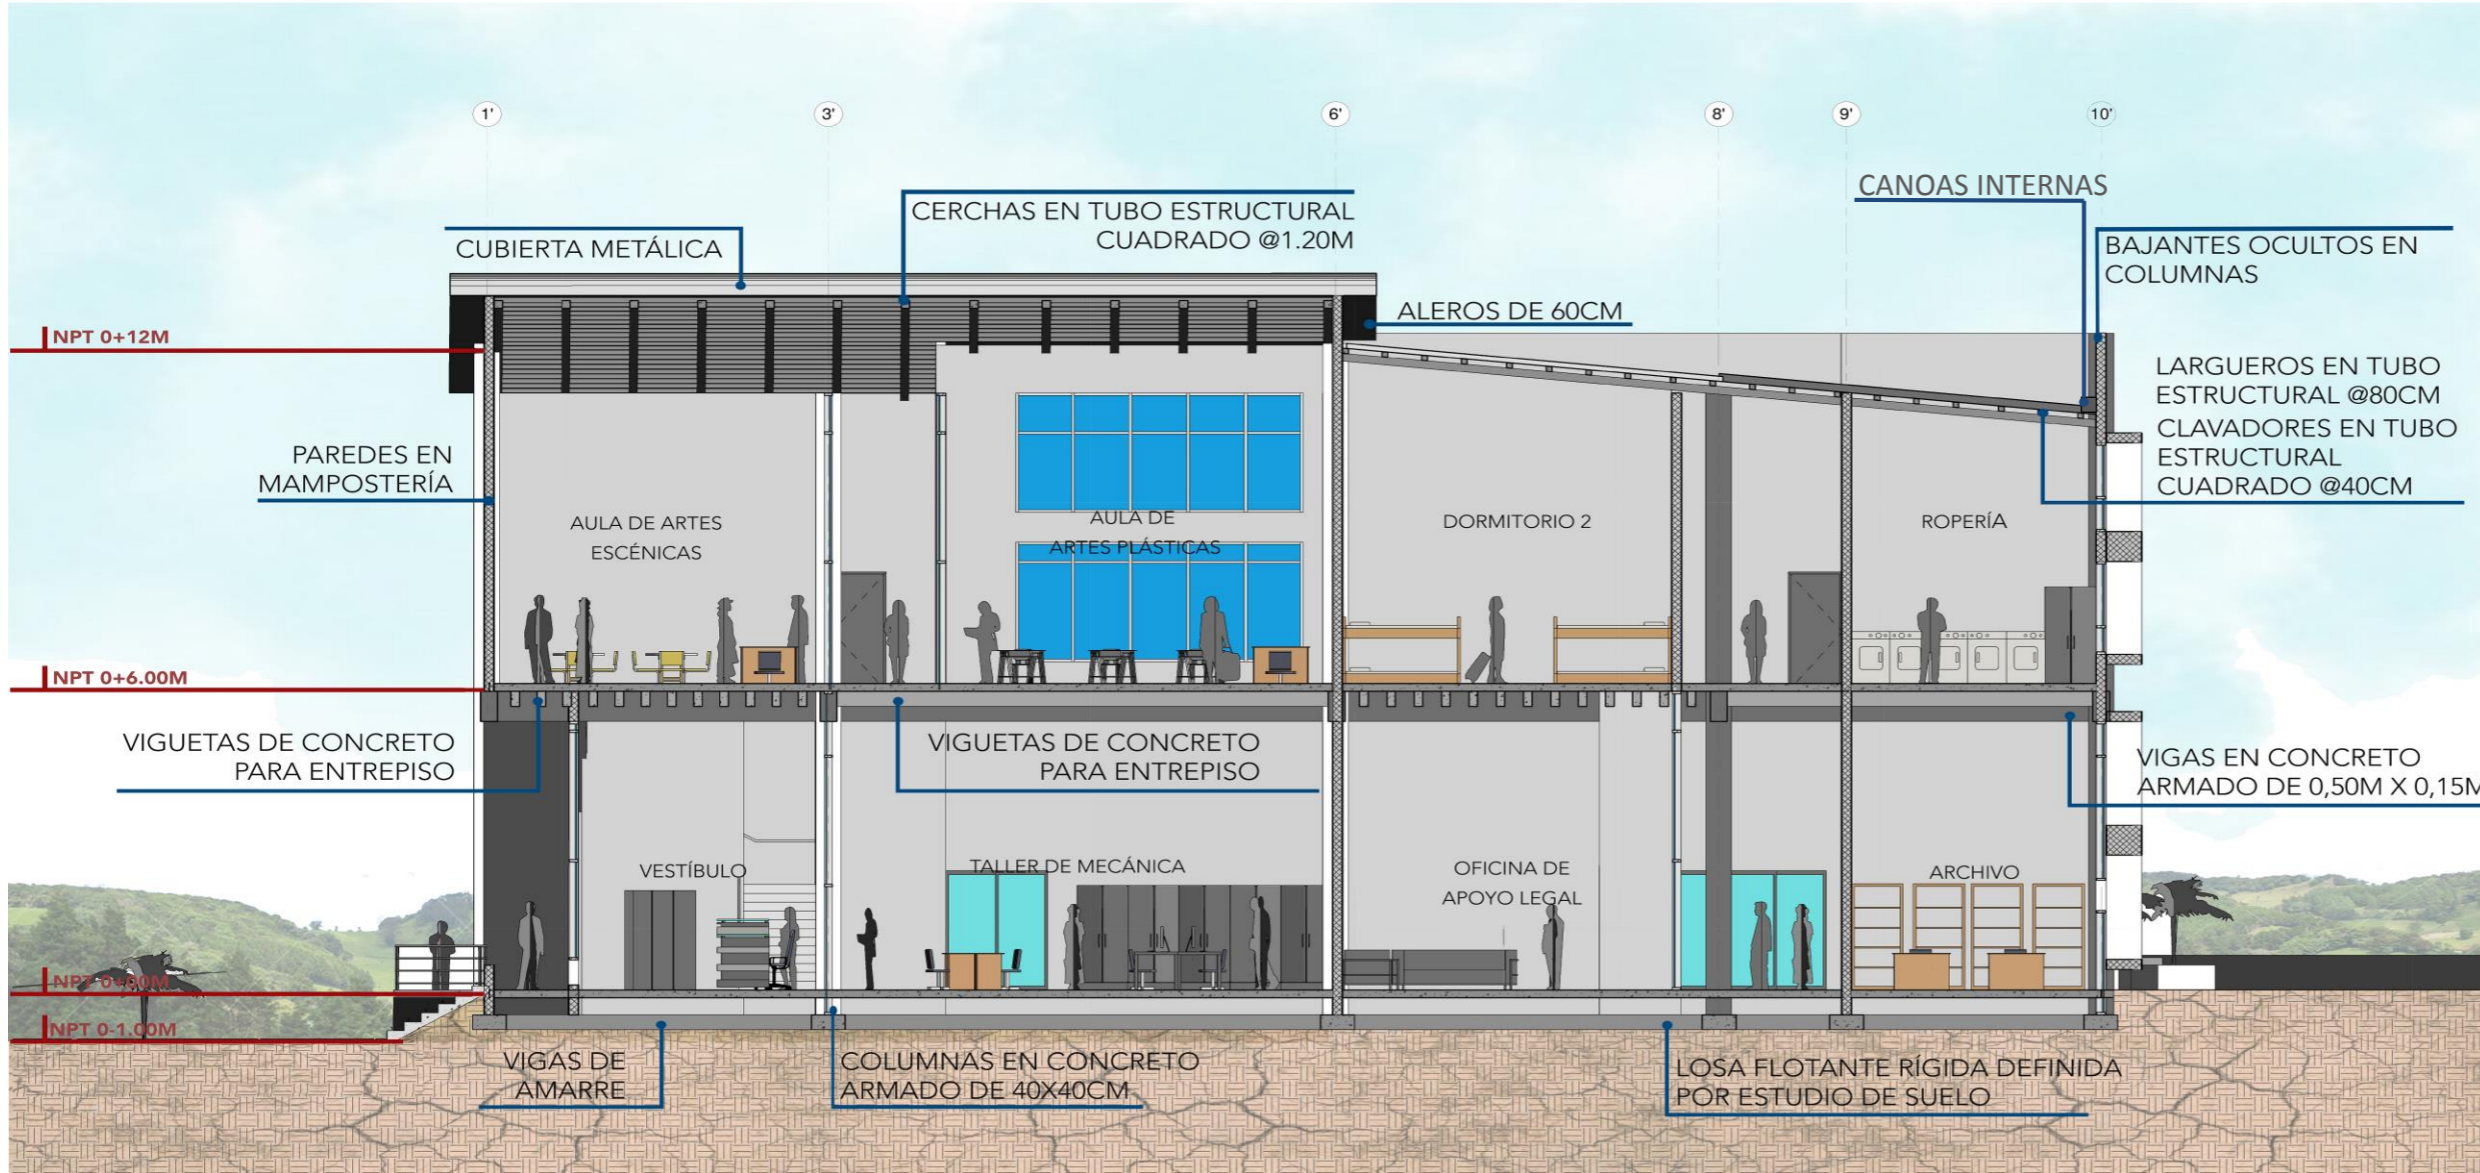 1'
3'
6'
8'
9'
10'
CANOAS INTERNAS
CERCHAS EN TUBO ESTRUCTURAL
CUADRADO @1.20M
CUBIERTA METÁLICA
BAJANTES OCULTOS EN
COLUMNAS
ALEROS DE 60CM
NPT 0+12M
LARGUEROS EN TUBO
ESTRUCTURAL @80CM
CLAVADORES EN TUBO
ESTRUCTURAL
CUADRADO @40CM
PAREDES EN
MAMPOSTERÍA
AULA DE ARTES
ESCÉNICAS
AULA DE
ARTES PLÁSTICAS
DORMITORIO 2
ROPERÍA
NPT 0+6.00M
VIGUETAS DE CONCRETO
PARA ENTREPISO
VIGUETAS DE CONCRETO
PARA ENTREPISO
VIGAS EN CONCRETO
ARMADO DE 0,50M X 0,15M
VESTÍBULO
TALLER DE MECÁNICA
OFICINA DE
APOYO LEGAL
ARCHIVO
NPT 0+00M
NPT 0-1.00M
VIGAS DE
AMARRE
COLUMNAS EN CONCRETO
ARMADO DE 40X40CM
LOSA FLOTANTE RÍGIDA DEFINIDA
POR ESTUDIO DE SUELO